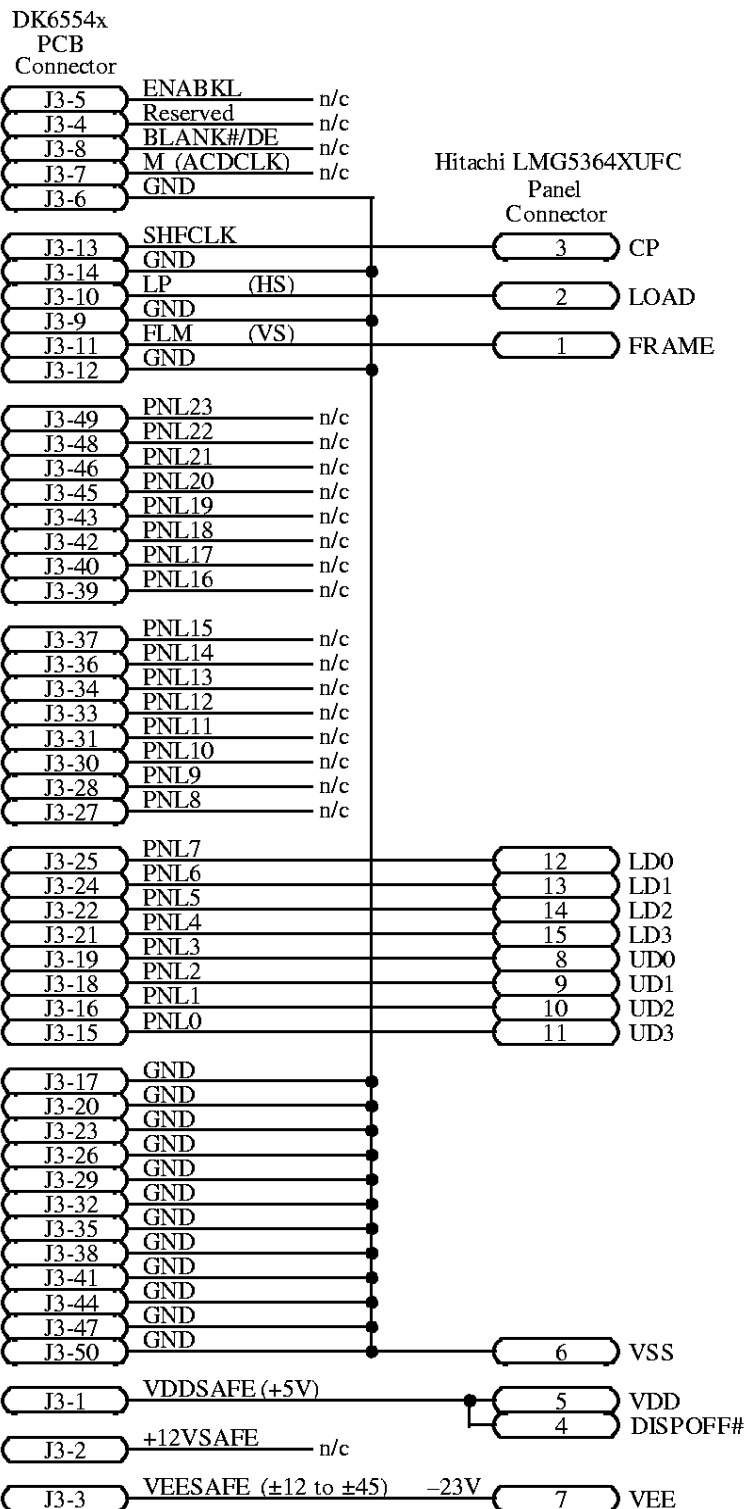 DK6554x
PCB
Connector
Hitachi LMG5364XUFC
Panel
Connector
J3-5 ENABKL n/c
J3-4 Reserved n/c
J3-8 BLANK#/DE n/c
J3-7 M (ACDCLK) n/c
J3-6 GND
J3-13 SHFCLK 3 CP
J3-14 GND
J3-10 LP (HS) 2 LOAD
J3-9 GND
J3-11 FLM (VS) 1 FRAME
J3-12 GND
J3-49 PNL23 n/c
J3-48 PNL22 n/c
J3-46 PNL21 n/c
J3-45 PNL20 n/c
J3-43 PNL19 n/c
J3-42 PNL18 n/c
J3-40 PNL17 n/c
J3-39 PNL16 n/c
J3-37 PNL15 n/c
J3-36 PNL14 n/c
J3-34 PNL13 n/c
J3-33 PNL12 n/c
J3-31 PNL11 n/c
J3-30 PNL10 n/c
J3-28 PNL9 n/c
J3-27 PNL8 n/c
J3-25 PNL7 12 LD0
J3-24 PNL6 13 LD1
J3-22 PNL5 14 LD2
J3-21 PNL4 15 LD3
J3-19 PNL3 8 UD0
J3-18 PNL2 9 UD1
J3-16 PNL1 10 UD2
J3-15 PNL0 11 UD3
J3-17 GND
J3-20 GND
J3-23 GND
J3-26 GND
J3-29 GND
J3-32 GND
J3-35 GND
J3-38 GND
J3-41 GND
J3-44 GND
J3-47 GND
J3-50 GND 6 VSS
J3-1 VDDSAFE (+5V) 5 VDD
4 DISPOFF#
J3-2 +12VSAFE n/c
J3-3 VEESAFE (±12 to ±45) –23V 7 VEE